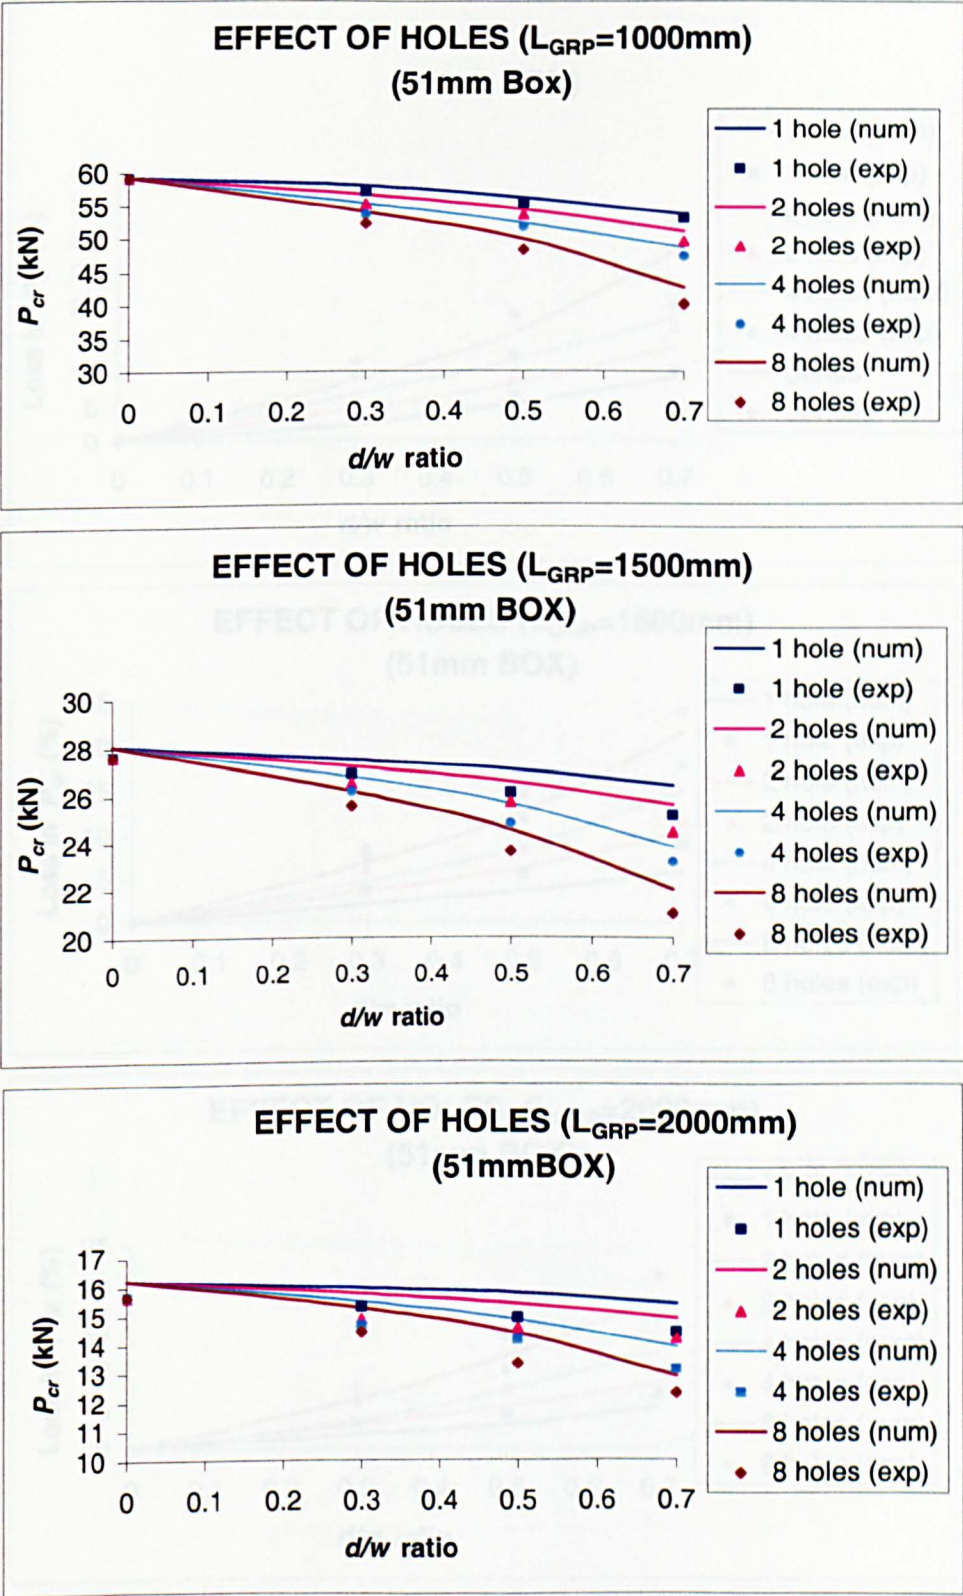 EFFECT OF HOLES (LGRP=1000mm)
(51mm Box)
1 hole (num)
1 hole (exp)
2 holes (num)
2 holes (exp)
4 holes (num)
4 holes (exp)
8 holes (num)
8 holes (exp)
Pcr (kN)
60
55
50
45
40
35
30
0 0.1 0.2 0.3 0.4 0.5 0.6 0.7
d/w ratio
EFFECT OF HOLES (LGRP=1500mm)
(51mm BOX)
1 hole (num)
1 hole (exp)
2 holes (num)
2 holes (exp)
4 holes (num)
4 holes (exp)
8 holes (num)
8 holes (exp)
Pcr (kN)
30
28
26
24
22
20
0 0.1 0.2 0.3 0.4 0.5 0.6 0.7
d/w ratio
EFFECT OF HOLES (LGRP=2000mm)
(51mmBOX)
1 hole (num)
1 hole (exp)
2 holes (num)
2 holes (exp)
4 holes (num)
4 holes (exp)
8 holes (num)
8 holes (exp)
Pcr (kN)
17
16
15
14
13
12
11
10
0 0.1 0.2 0.3 0.4 0.5 0.6 0.7
d/w ratio